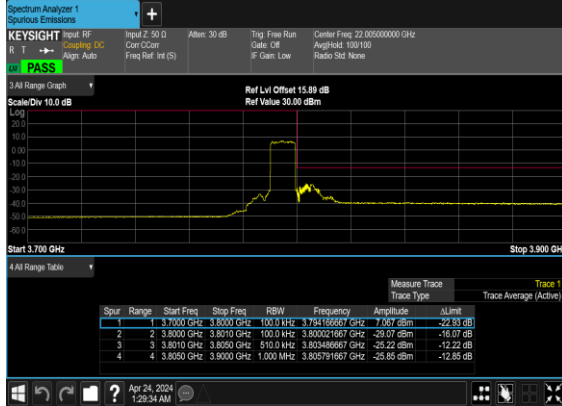 Spectrum Analyzer 1
Spurious Emissions
+
KEYSIGHT Input: RF Input Z: 50 Ω Atten: 30 dB Trig: Free Run Center Freq: 22.005000000 GHz
R T Coupling: DC Corr CCorr Gate: Off Avg|Hold: 100/100
Align: Auto Freq Ref: Int (S) IF Gain: Low Radio Std: None
PASS
3 All Range Graph
Ref Lvl Offset 15.89 dB
Scale/Div 10.0 dB Ref Value 30.00 dBm
Log
20.0
10.0
0.00
-10.0
-20.0
-30.0
-40.0
-50.0
-60.0
Start 3.700 GHz Stop 3.900 GH
4 All Range Table
Measure Trace Trace 1
Trace Type Trace Average (Active)
Spur Range Start Freq Stop Freq RBW Frequency Amplitude ΔLimit
1 1 3.7000 GHz 3.8000 GHz 100.0 kHz 3.794166667 GHz 7.067 dBm -22.93 dB
2 2 3.8000 GHz 3.8010 GHz 100.0 kHz 3.800021667 GHz -29.07 dBm -16.07 dB
3 3 3.8010 GHz 3.8050 GHz 510.0 kHz 3.803486667 GHz -25.22 dBm -12.22 dB
4 4 3.8050 GHz 3.9000 GHz 1.000 MHz 3.805791667 GHz -25.85 dBm -12.85 dB
? Apr 24, 2024
1:29:34 AM